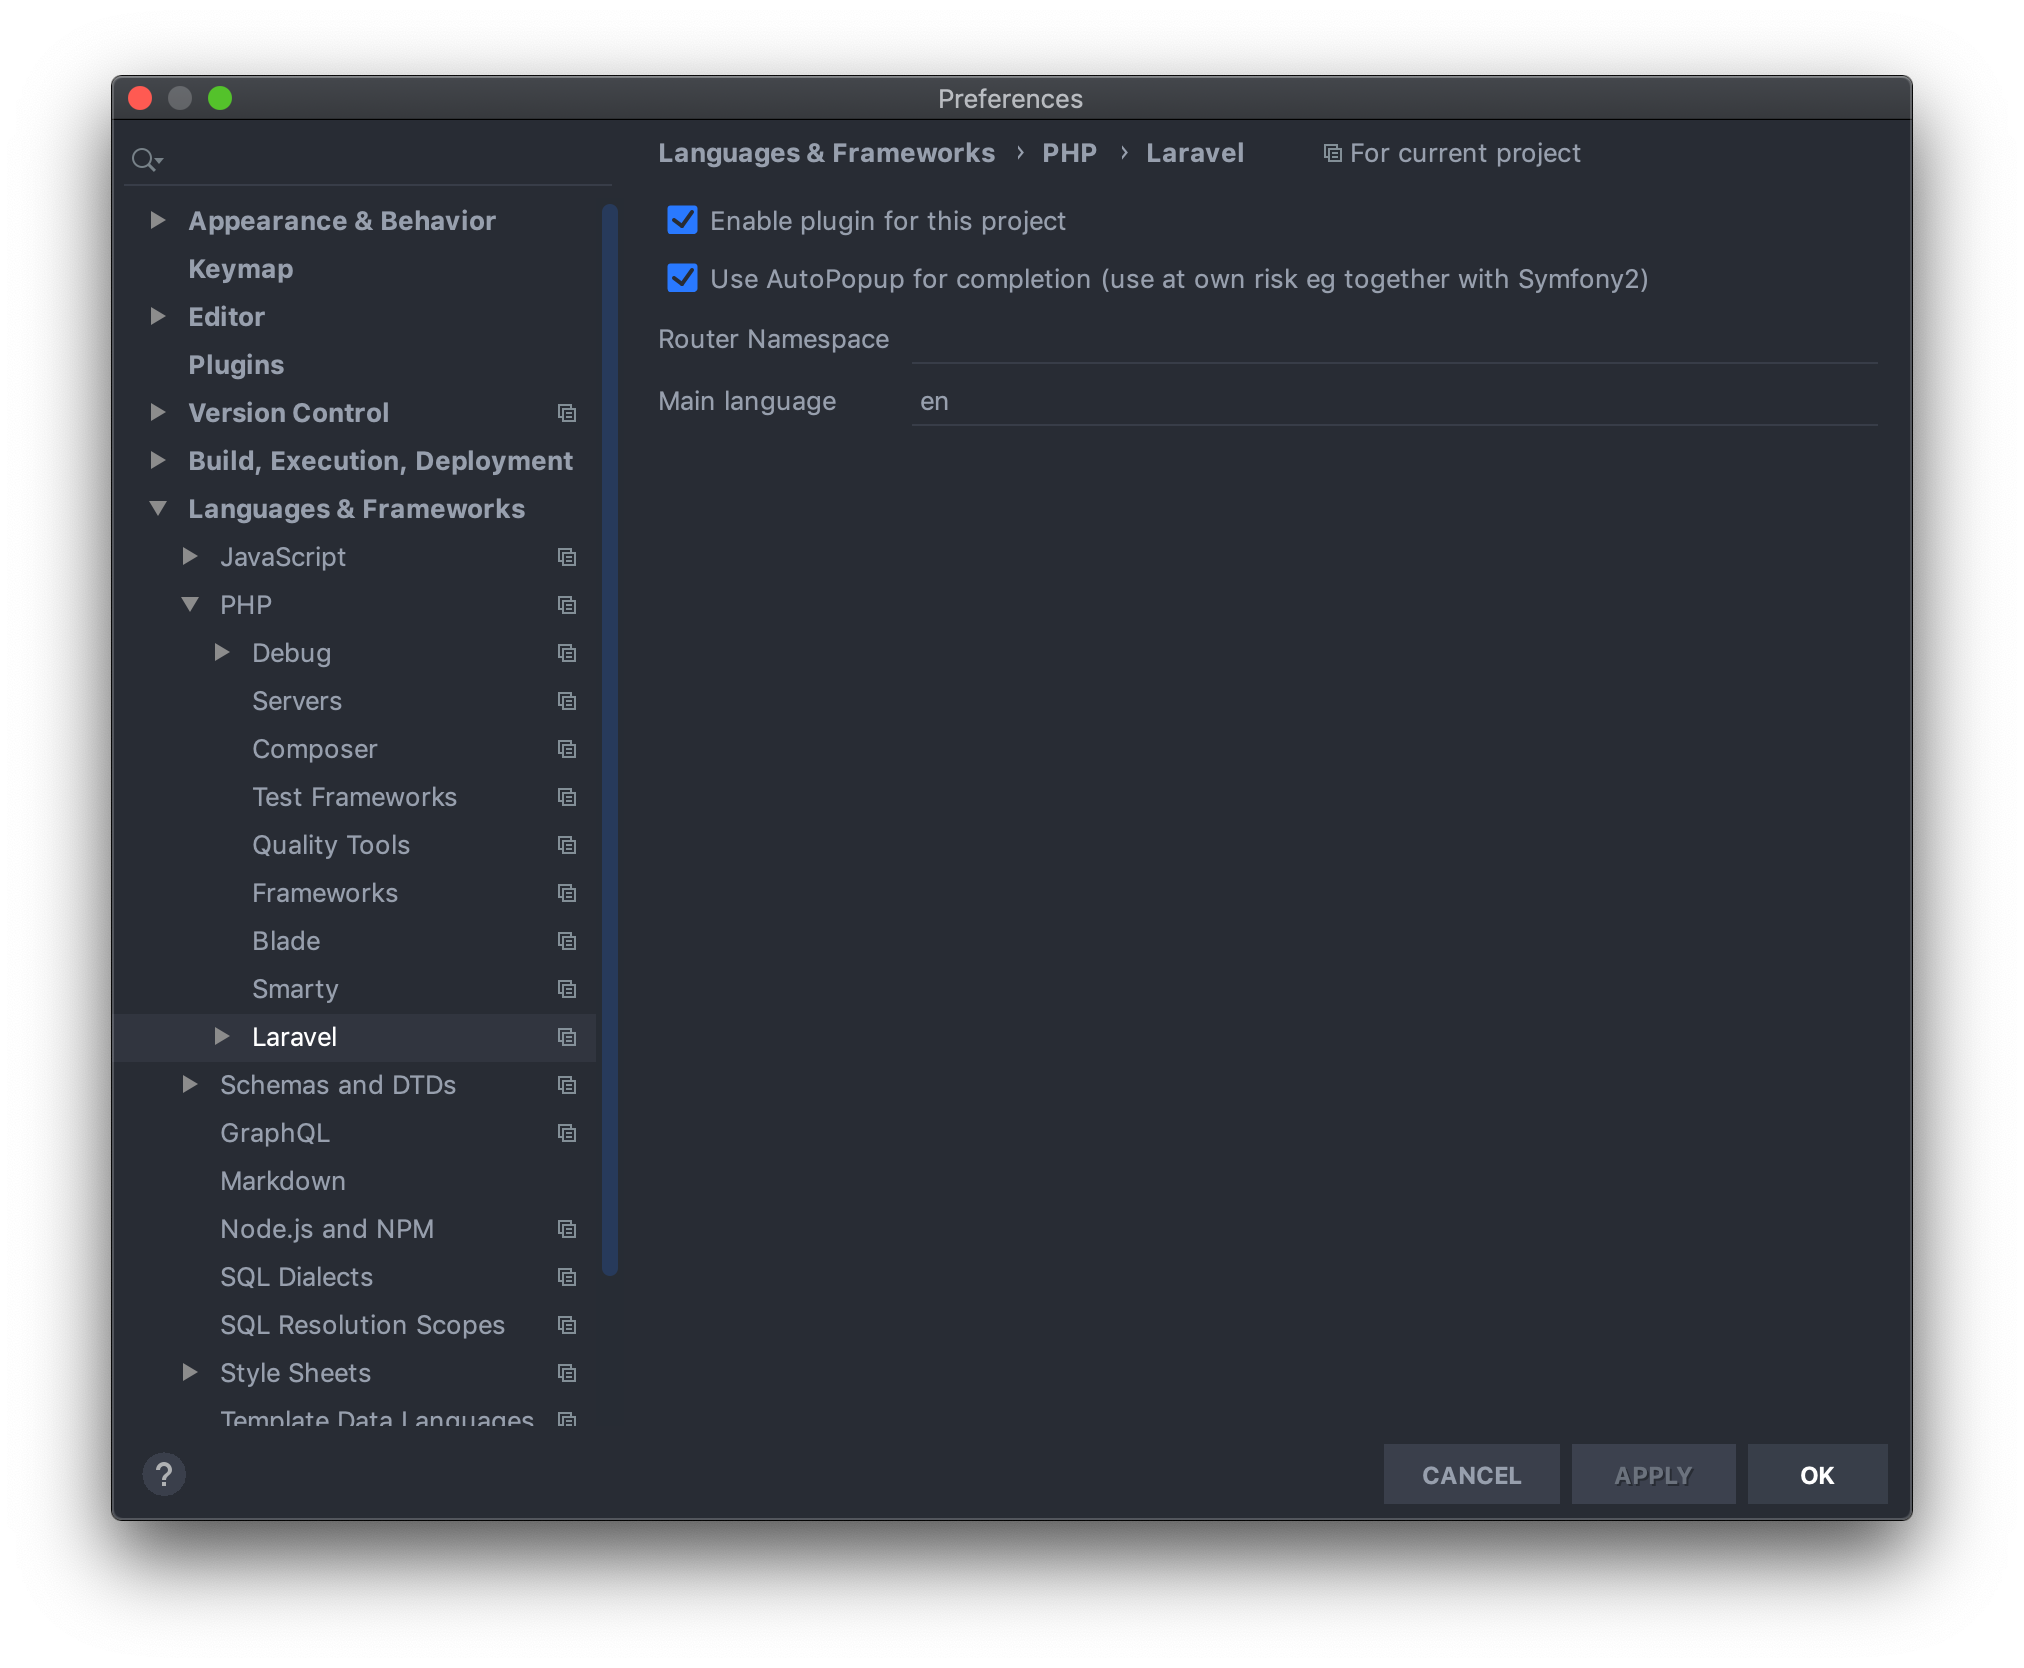 Preferences
Languages & Frameworks › PHP › Laravel For current project
Appearance & Behavior
Keymap
Editor
Plugins
Version Control
Build, Execution, Deployment
Languages & Frameworks
JavaScript
PHP
Debug
Servers
Composer
Test Frameworks
Quality Tools
Frameworks
Blade
Smarty
Laravel
Schemas and DTDs
GraphQL
Markdown
Node.js and NPM
SQL Dialects
SQL Resolution Scopes
Style Sheets
Template Data Languages
Enable plugin for this project
Use AutoPopup for completion (use at own risk eg together with Symfony2)
Router Namespace
Main language en
?
CANCEL APPLY OK